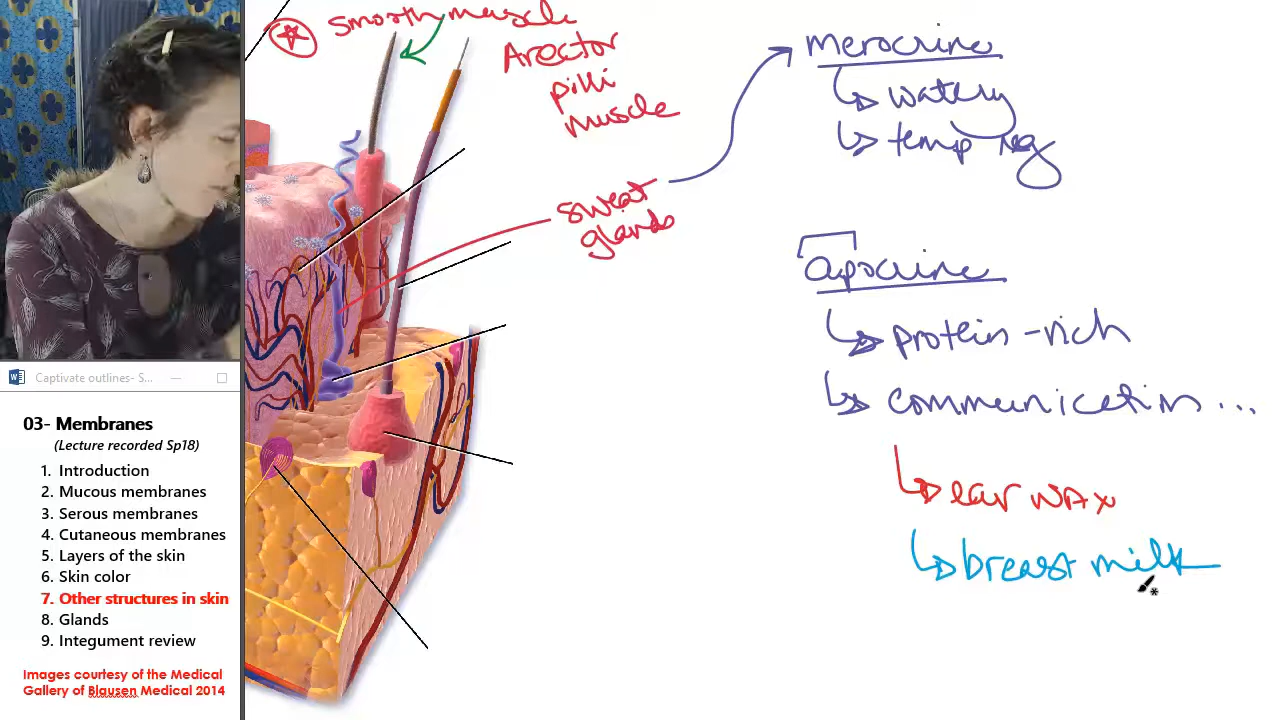 smooth muscle
Arector
pilli
muscle
sweat
glands
merocrine
watery
temp reg
apocrine
protein-rich
communication...
ear wax
breast milk
Captivate outlines- S...
03- Membranes
(Lecture recorded Sp18)
1. Introduction
2. Mucous membranes
3. Serous membranes
4. Cutaneous membranes
5. Layers of the skin
6. Skin color
7. Other structures in skin
8. Glands
9. Integument review
Images courtesy of the Medical
Gallery of Blausen Medical 2014